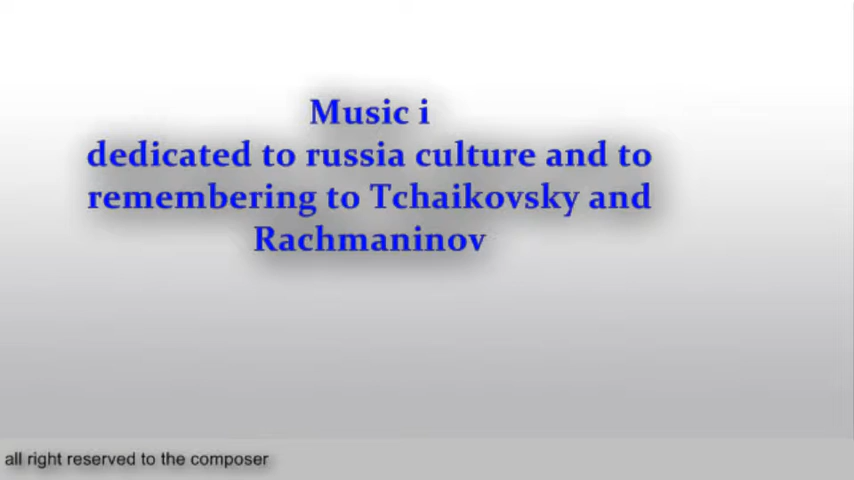 Music i
dedicated to russia culture and to
remembering to Tchaikovsky and
Rachmaninov
all right reserved to the composer